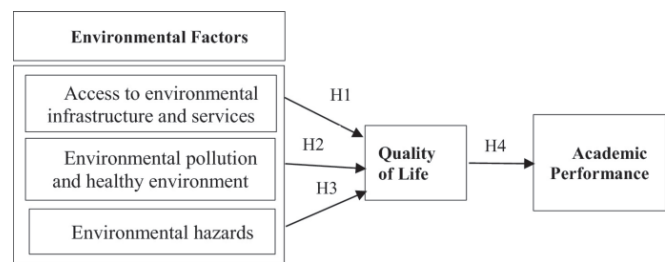 Environmental Factors
Access to environmental
infrastructure and services
Environmental pollution
and healthy environment
Environmental hazards
H1
H2
H3
Quality
of Life
H4
Academic
Performance